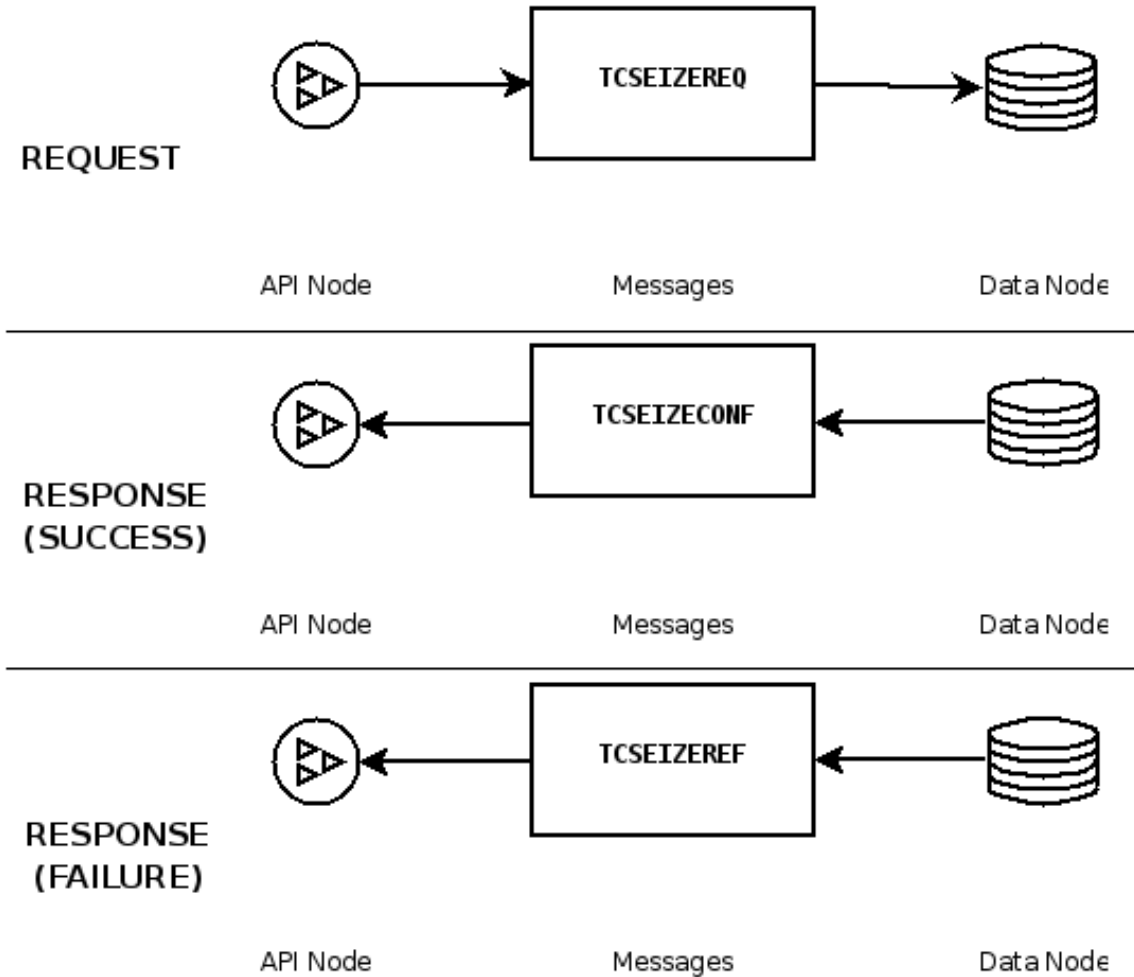 TCSEIZEREQ
REQUEST
API Node Messages Data Node
TCSEIZECONF
RESPONSE
(SUCCESS)
API Node Messages Data Node
TCSEIZEREF
RESPONSE
(FAILURE)
API Node Messages Data Node